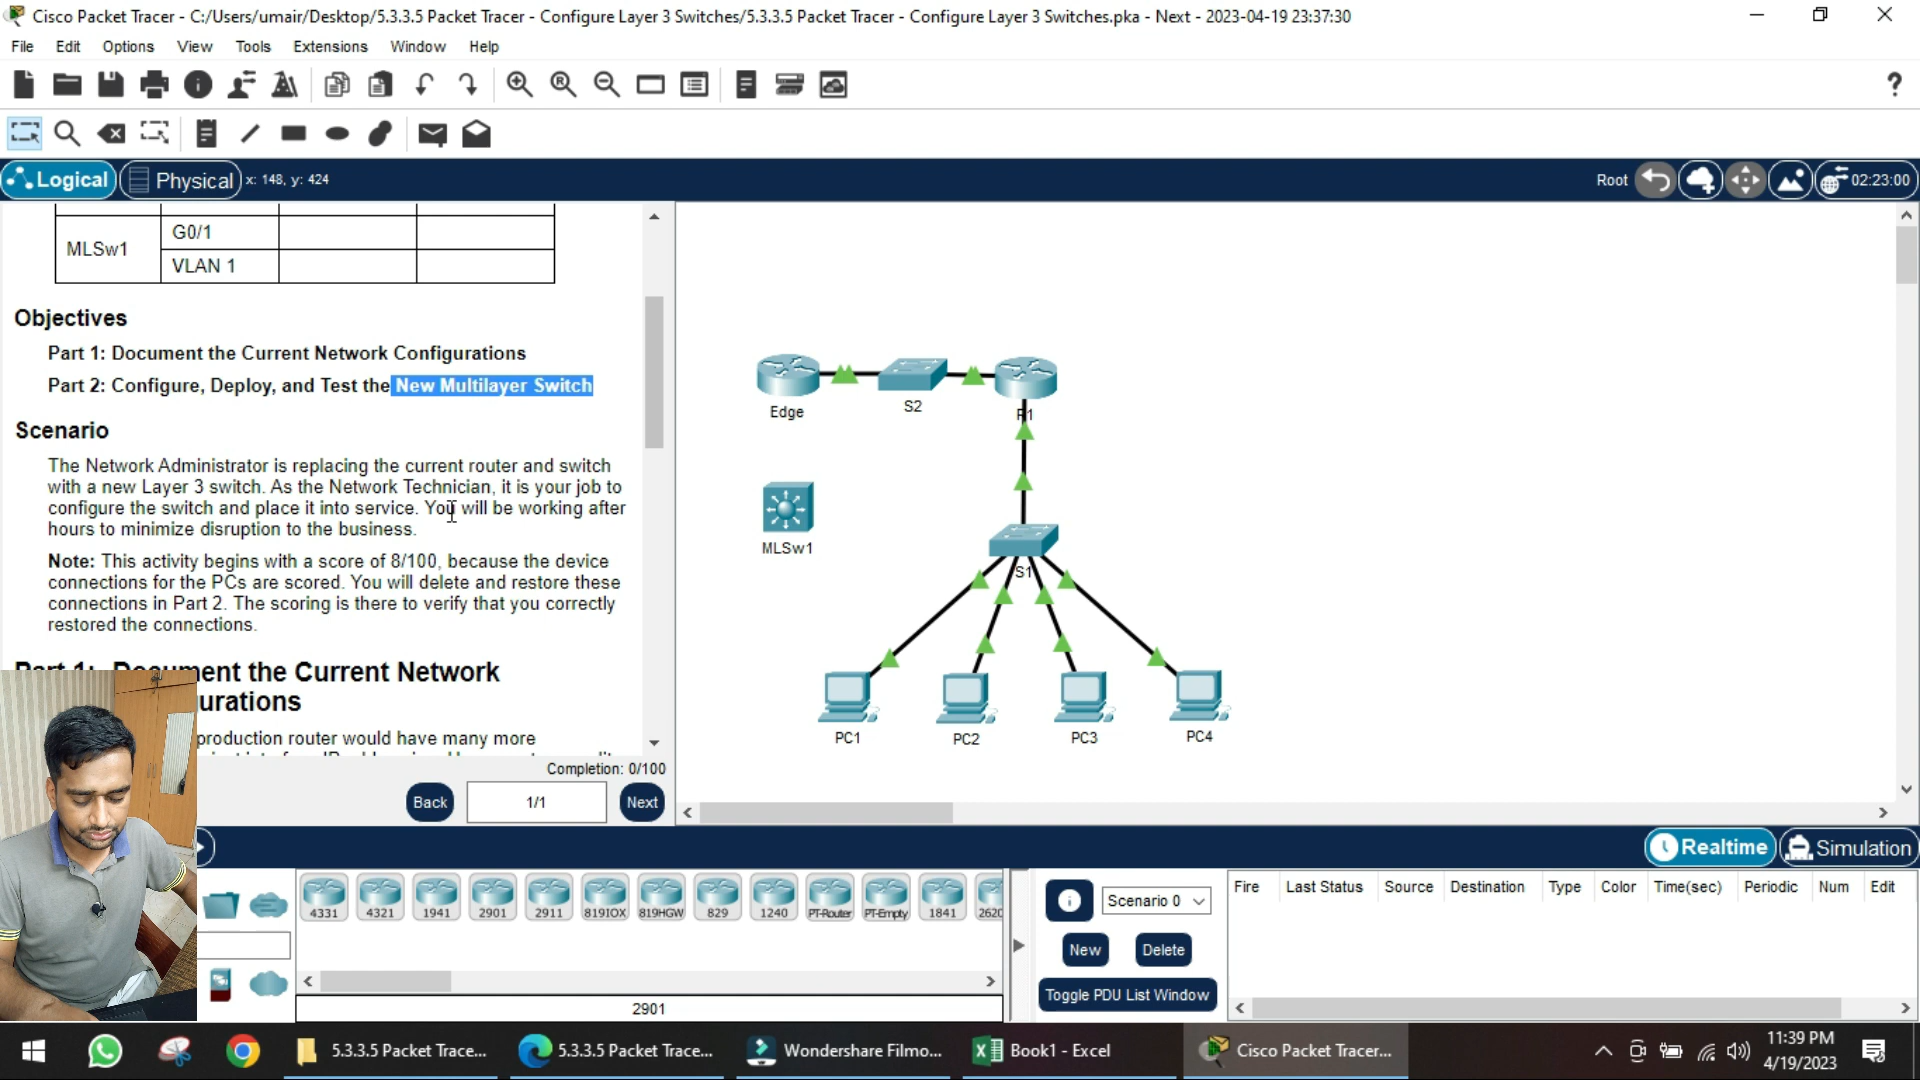 Cisco Packet Tracer - C:/Users/umair/Desktop/5.3.3.5 Packet Tracer - Configure Layer 3 Switches/5.3.3.5 Packet Tracer - Configure Layer 3 Switches.pka - Next - 2023-04-19 23:37:30
File Edit Options View Tools Extensions Window Help
?
Logical Physical x: 148, y: 424 Root 02:23:00
MLSw1
G0/1
VLAN 1
Objectives
Part 1: Document the Current Network Configurations
Part 2: Configure, Deploy, and Test the New Multilayer Switch
Scenario
The Network Administrator is replacing the current router and switch
with a new Layer 3 switch. As the Network Technician, it is your job to
configure the switch and place it into service. You will be working after
hours to minimize disruption to the business.
Note: This activity begins with a score of 8/100, because the device
connections for the PCs are scored. You will delete and restore these
connections in Part 2. The scoring is there to verify that you correctly
restored the connections.
Part 1: Document the Current Network
urations
production router would have many more
Completion: 0/100
Back 1/1 Next
Edge
S2
R1
MLSw1
S1
PC1
PC2
PC3
PC4
Realtime Simulation
4331 4321 1941 2901 2911 819IOX 819HGW 829 1240 PT-Router PT-Empty 1841 2620
2901
Scenario 0
New Delete
Toggle PDU List Window
Fire Last Status Source Destination Type Color Time(sec) Periodic Num Edit
5.3.3.5 Packet Trace...
5.3.3.5 Packet Trace...
Wondershare Filmo...
Book1 - Excel
Cisco Packet Tracer...
11:39 PM
4/19/2023